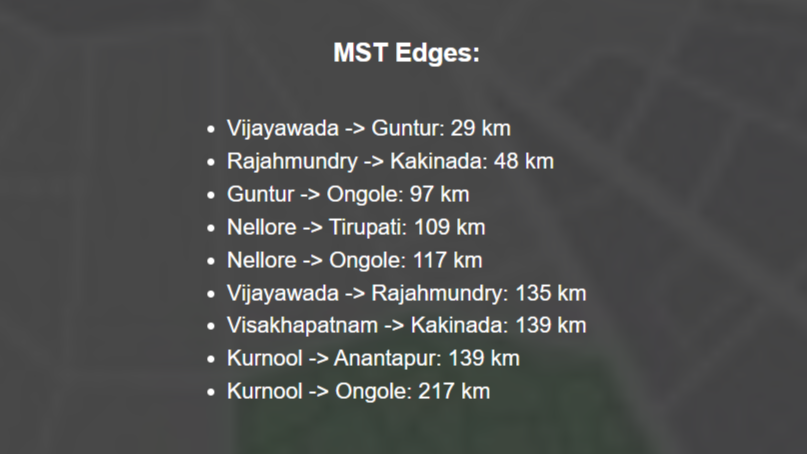 MST Edges:
• Vijayawada -> Guntur: 29 km
• Rajahmundry -> Kakinada: 48 km
• Guntur -> Ongole: 97 km
• Nellore -> Tirupati: 109 km
• Nellore -> Ongole: 117 km
• Vijayawada -> Rajahmundry: 135 km
• Visakhapatnam -> Kakinada: 139 km
• Kurnool -> Anantapur: 139 km
• Kurnool -> Ongole: 217 km